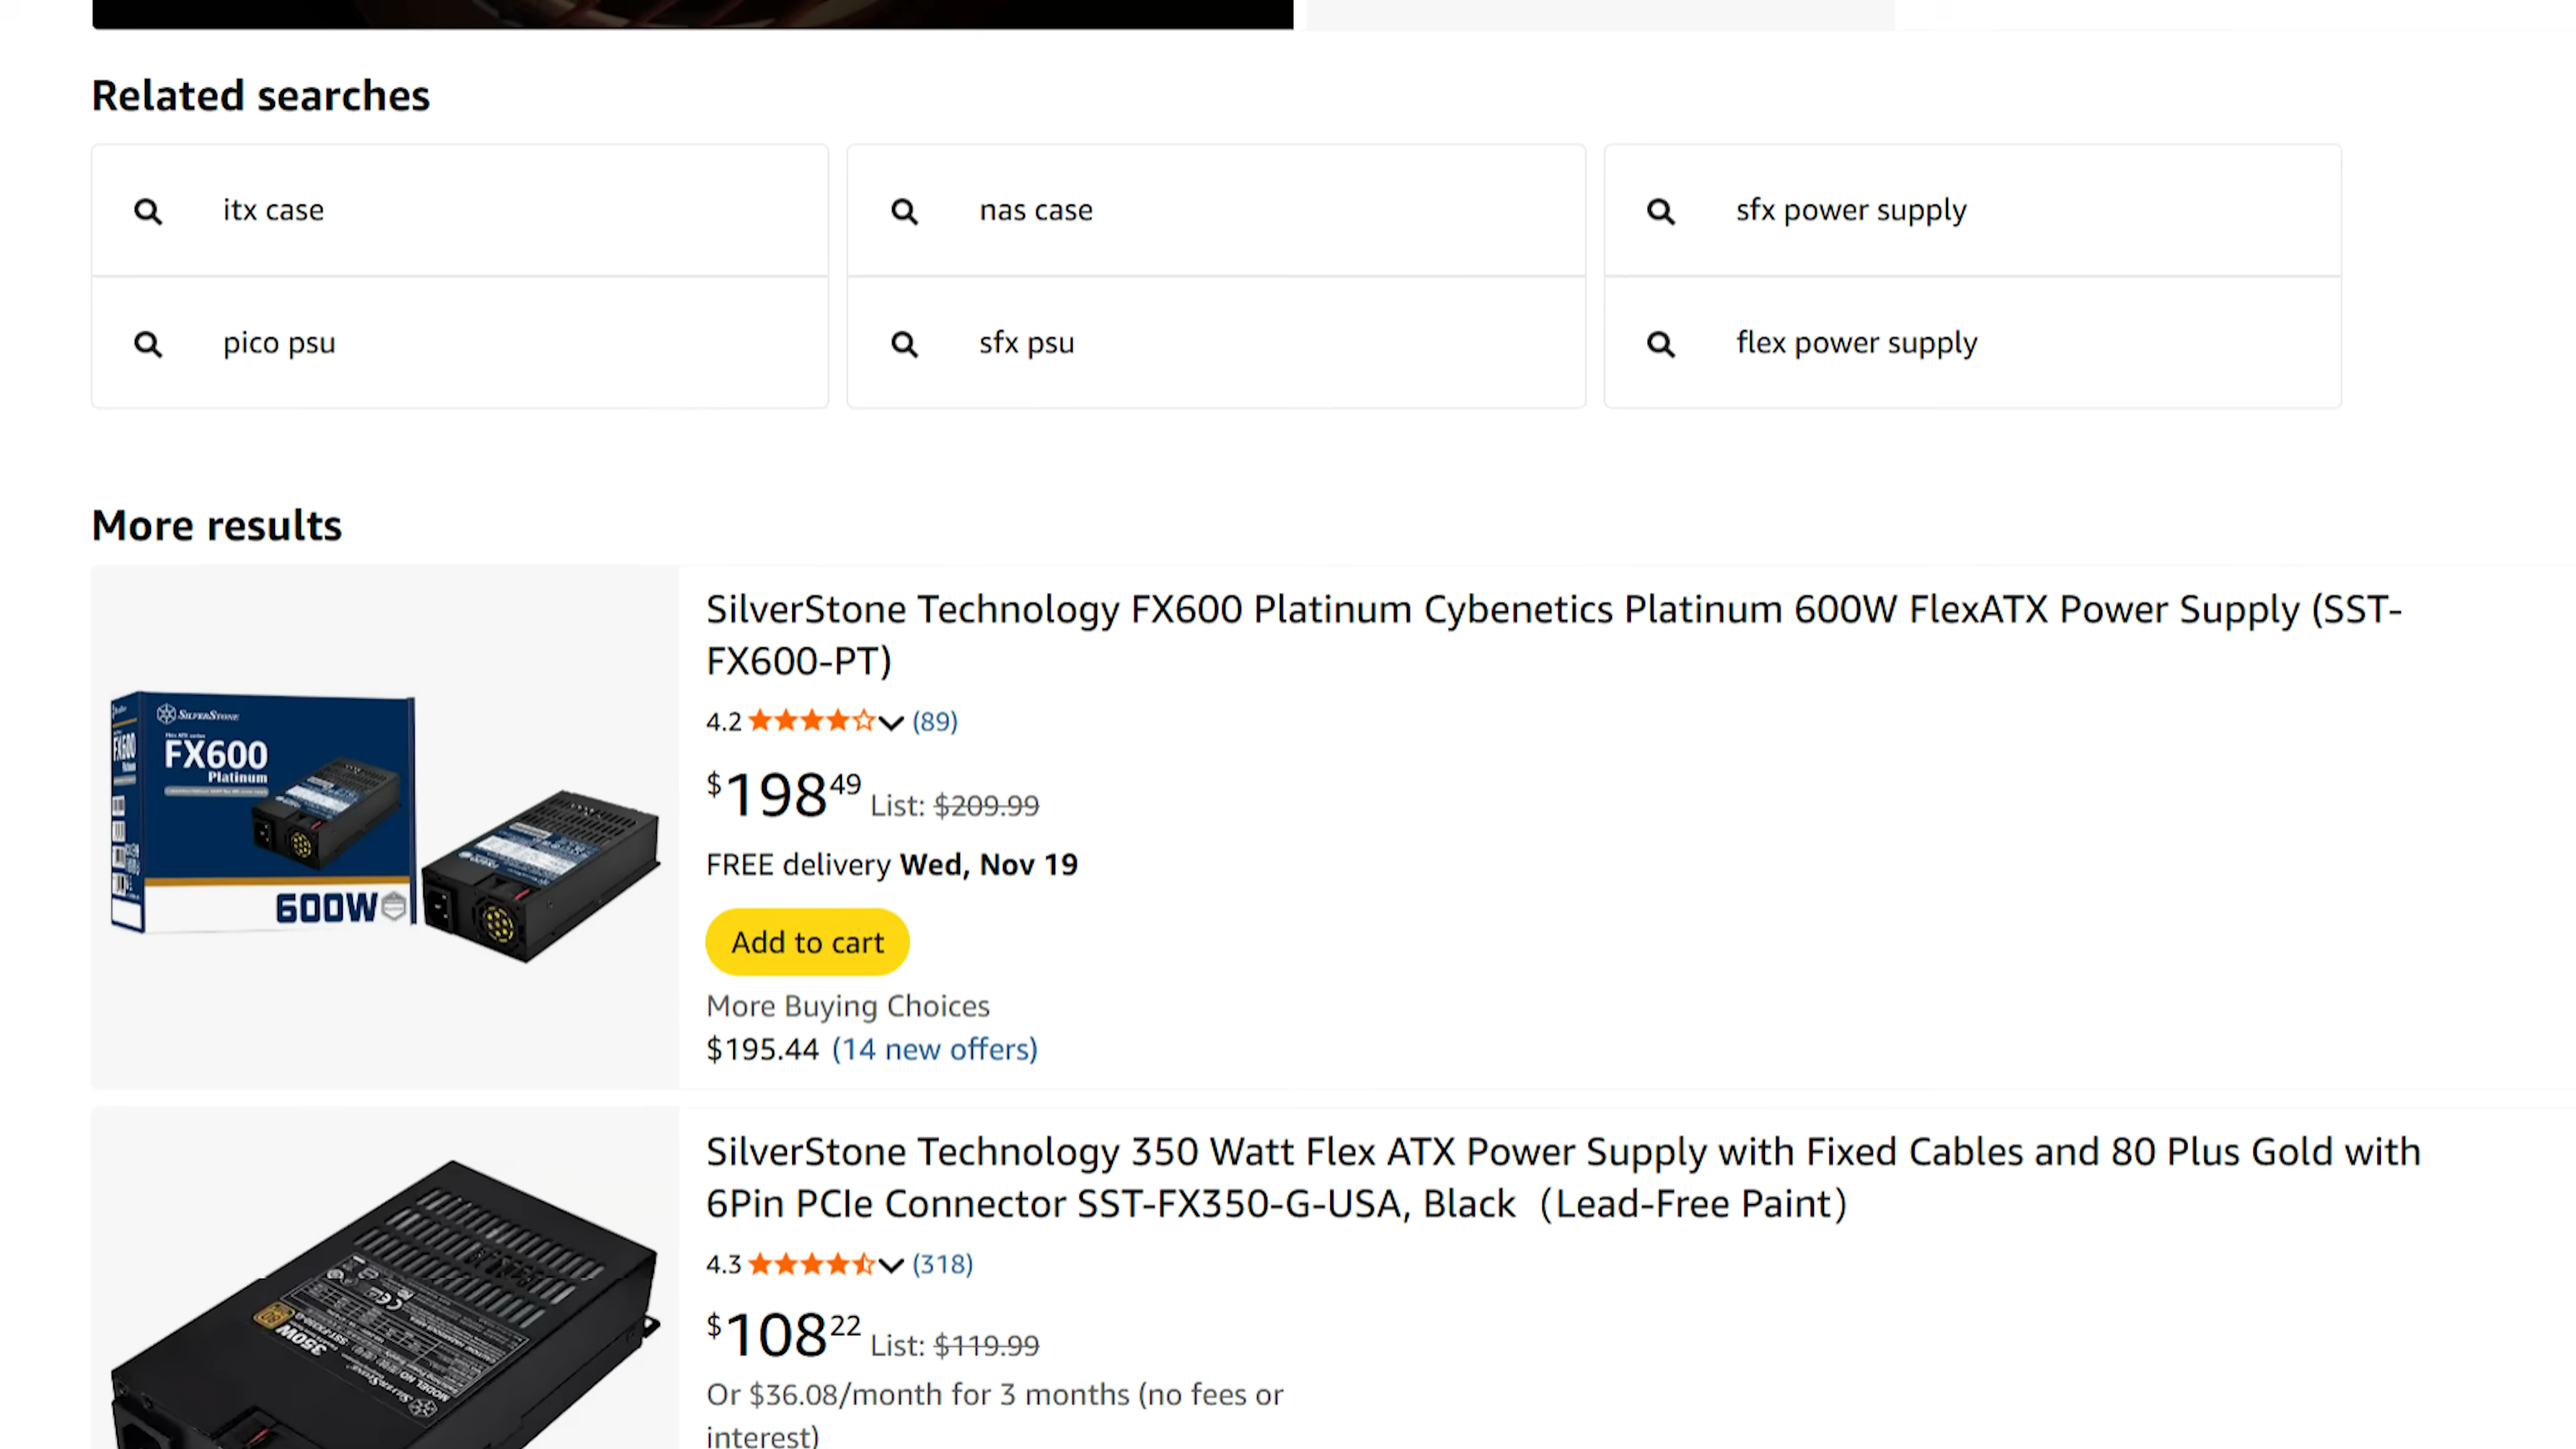 Related searches
itx case
nas case
sfx power supply
pico psu
sfx psu
flex power supply
More results
SILVERSTONE
FX600
Platinum
600W
FX600
SilverStone Technology FX600 Platinum Cybenetics Platinum 600W FlexATX Power Supply (SST-
FX600-PT)
4.2 (89)
$198.49 List: $209.99
FREE delivery Wed, Nov 19
Add to cart
More Buying Choices
$195.44 (14 new offers)
SilverStone Technology 350 Watt Flex ATX Power Supply with Fixed Cables and 80 Plus Gold with
6Pin PCIe Connector SST-FX350-G-USA, Black（Lead-Free Paint）
4.3 (318)
$108.22 List: $119.99
Or $36.08/month for 3 months (no fees or
interest)
350W